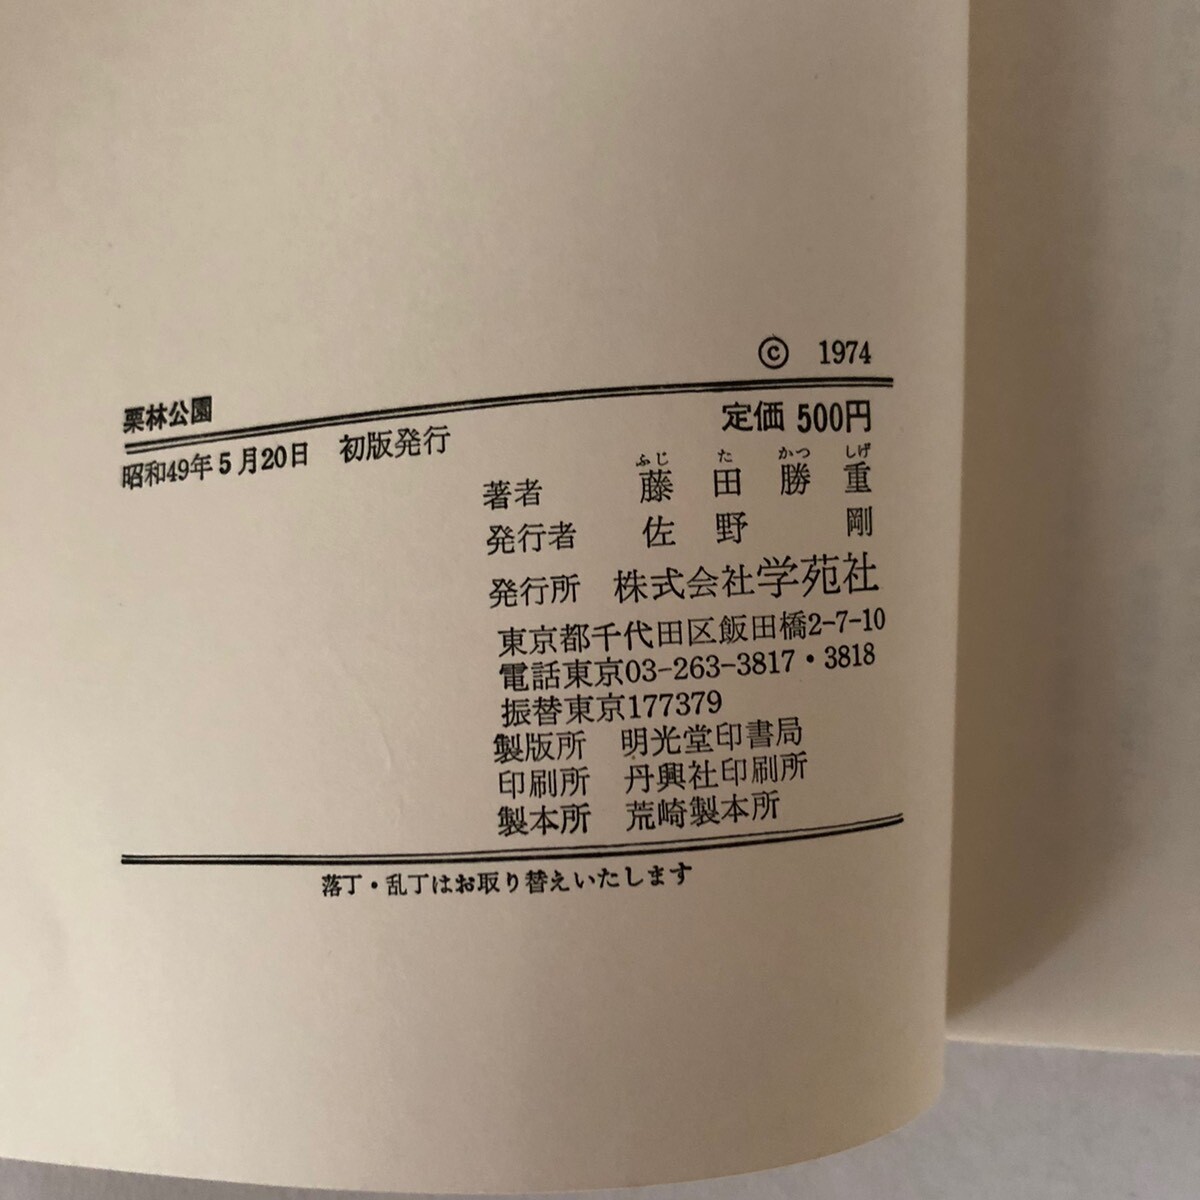 © 1974
栗林公園
定価 500円
昭和49年5月20日 初版発行
ふじ た かつ しげ
著者 藤田勝重
発行者 佐野 剛
発行所 株式会社学苑社
東京都千代田区飯田橋2-7-10
電話東京03-263-3817・3818
振替東京177379
製版所 明光堂印書局
印刷所 丹興社印刷所
製本所 荒崎製本所
落丁・乱丁はお取り替えいたします